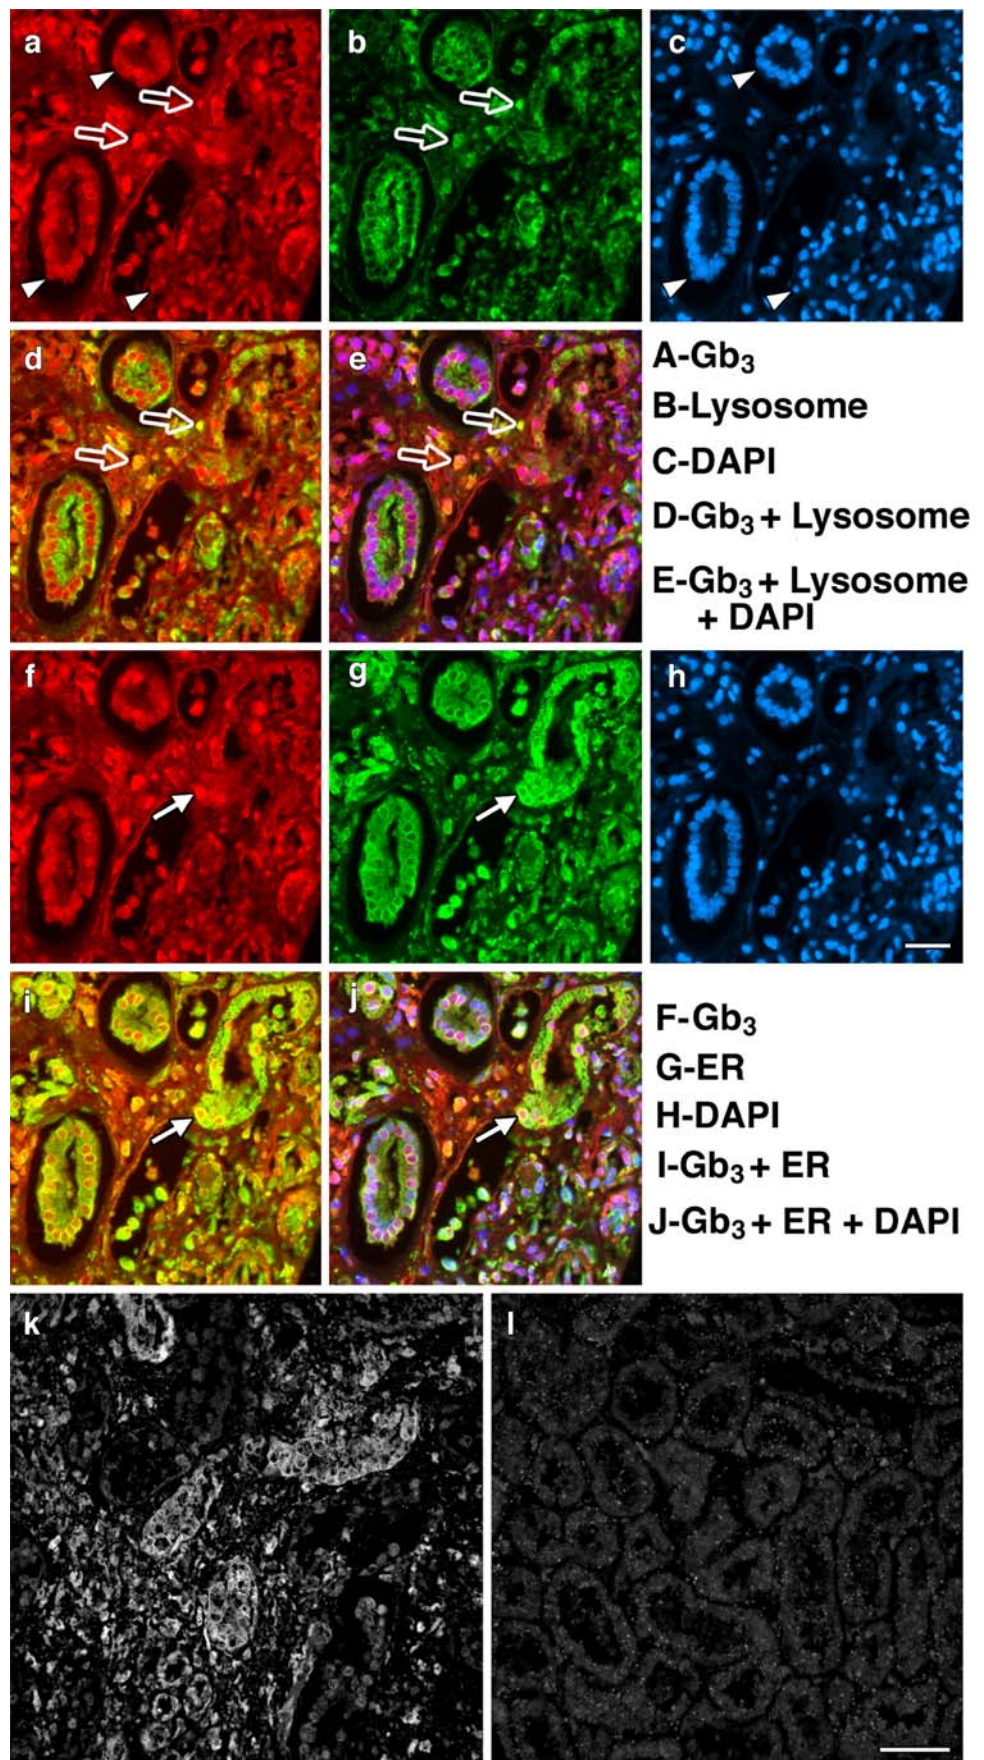 a
b
c
d
e
A-Gb3
B-Lysosome
C-DAPI
D-Gb3 + Lysosome
E-Gb3 + Lysosome
+ DAPI
f
g
h
i
j
F-Gb3
G-ER
H-DAPI
I-Gb3 + ER
J-Gb3 + ER + DAPI
k
l